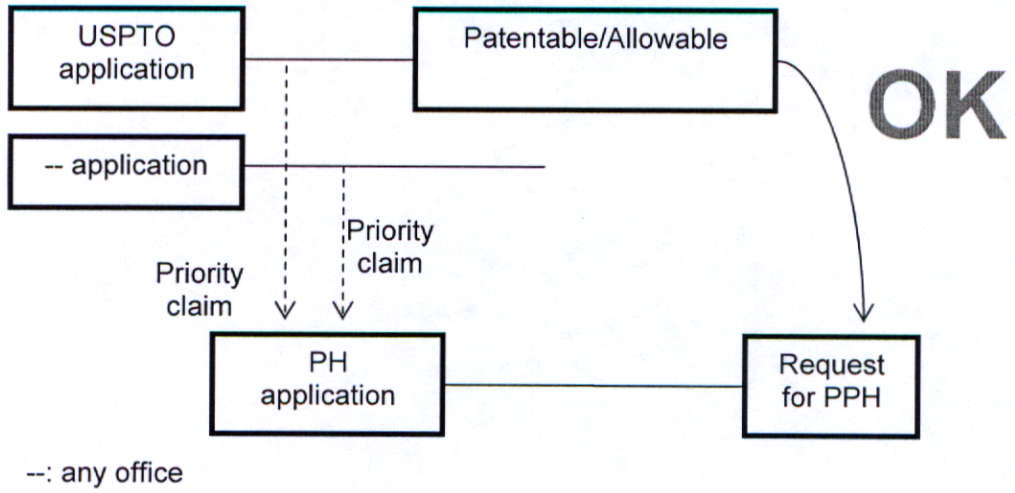 USPTO
application
Patentable/Allowable
OK
-- application
Priority
claim
Priority
claim
PH
application
Request
for PPH
--: any office